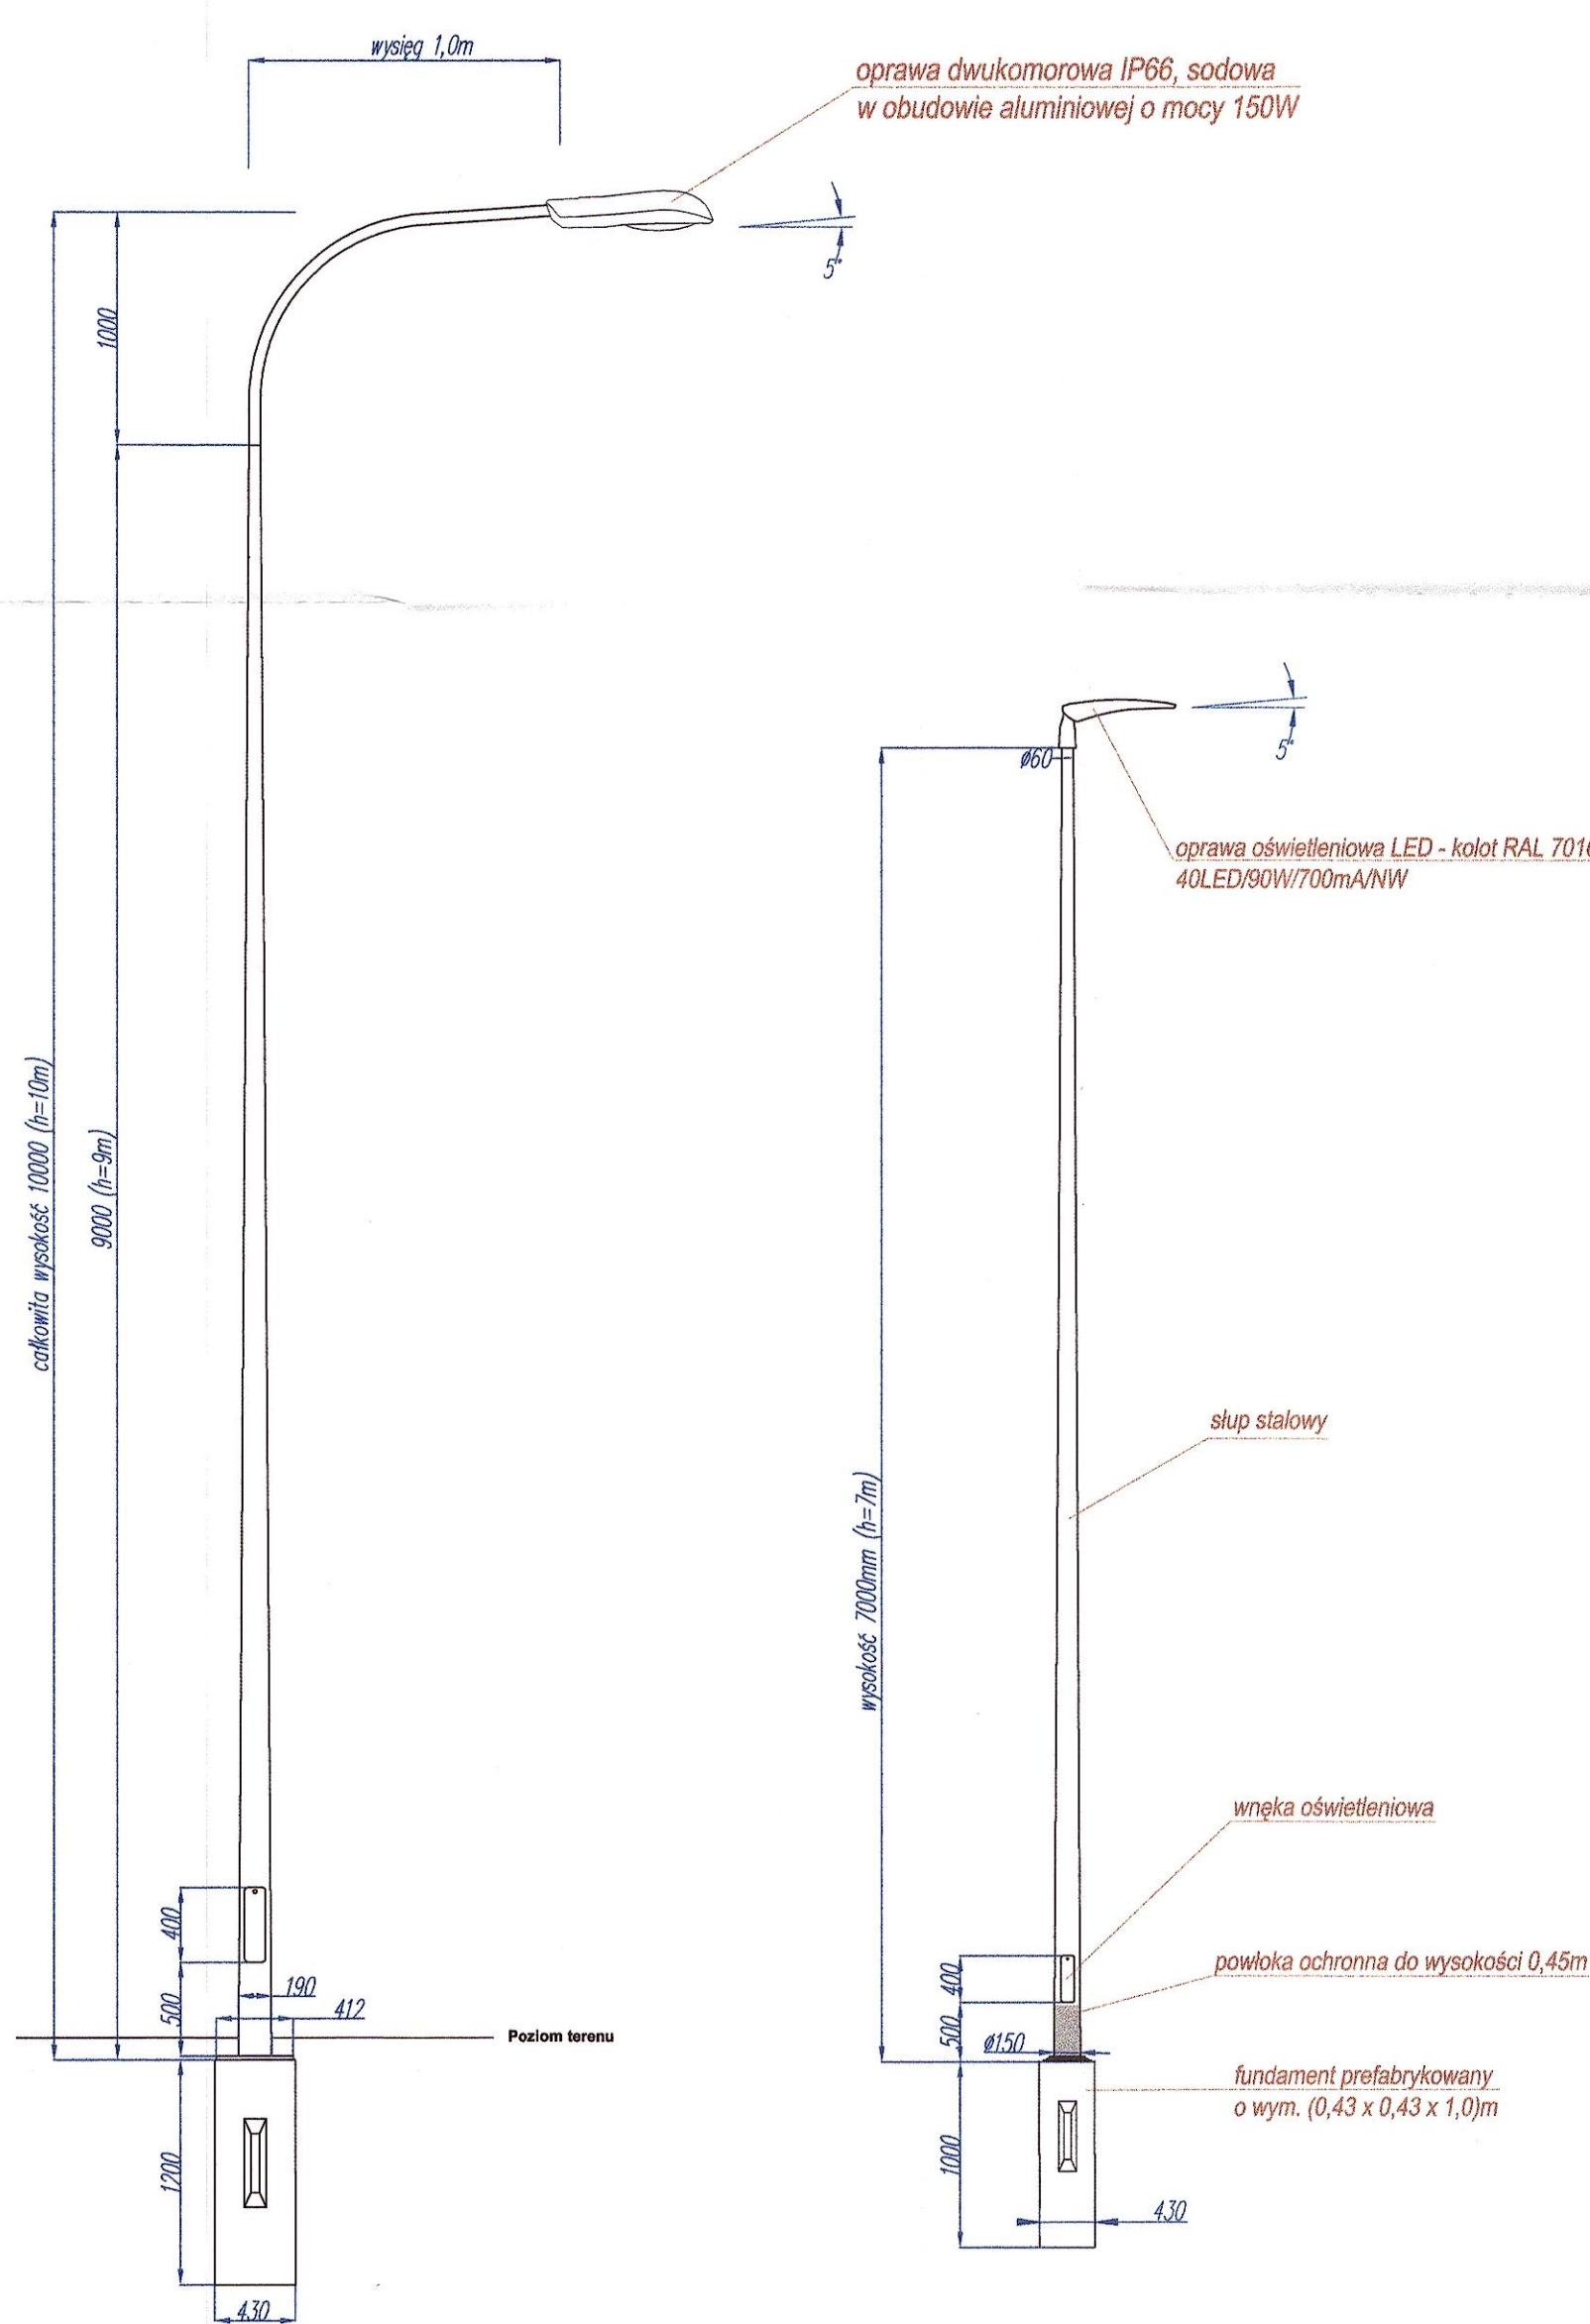 wysięg 1,0m
oprawa dwukomorowa IP66, sodowa
w obudowie aluminiowej o mocy 150W
5°
1000
5°
ø60
oprawa oświetleniowa LED - kolot RAL 7016
40LED/90W/700mA/NW
całkowita wysokość 10000 (h=10m)
9000 (h=9m)
słup stalowy
wysokość 7000mm (h=7m)
wnęka oświetleniowa
400
190
412
500
Poziom terenu
400
powłoka ochronna do wysokości 0,45m
500
ø150
fundament prefabrykowany
o wym. (0,43 x 0,43 x 1,0)m
1200
1000
430
430